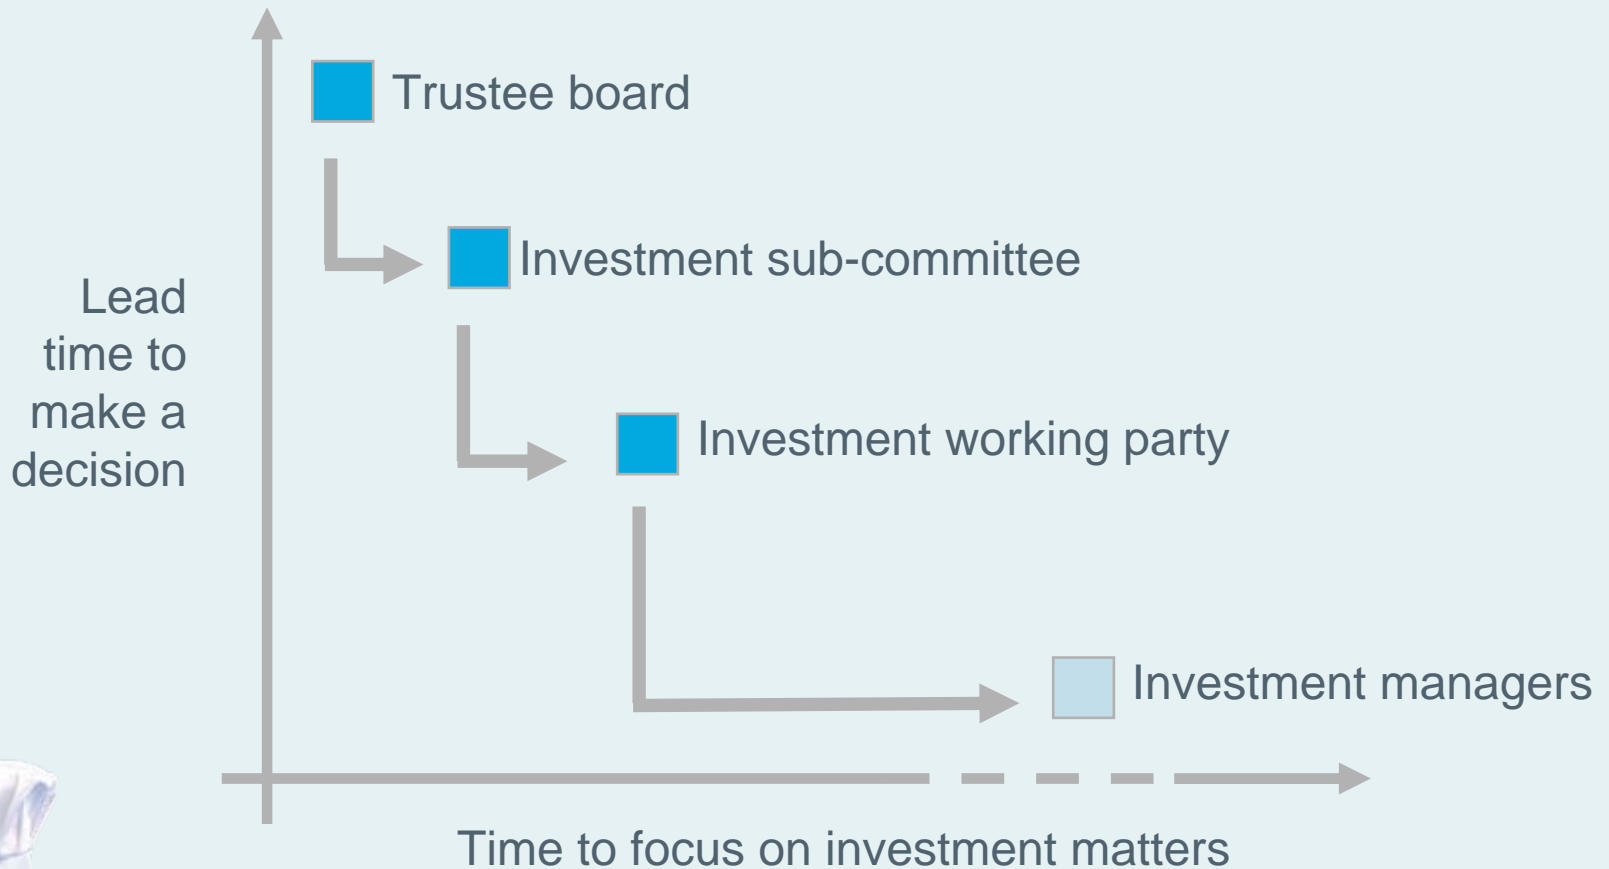 Trustee board
Investment sub-committee
Lead
time to
make a
decision
Investment working party
Investment managers
Time to focus on investment matters